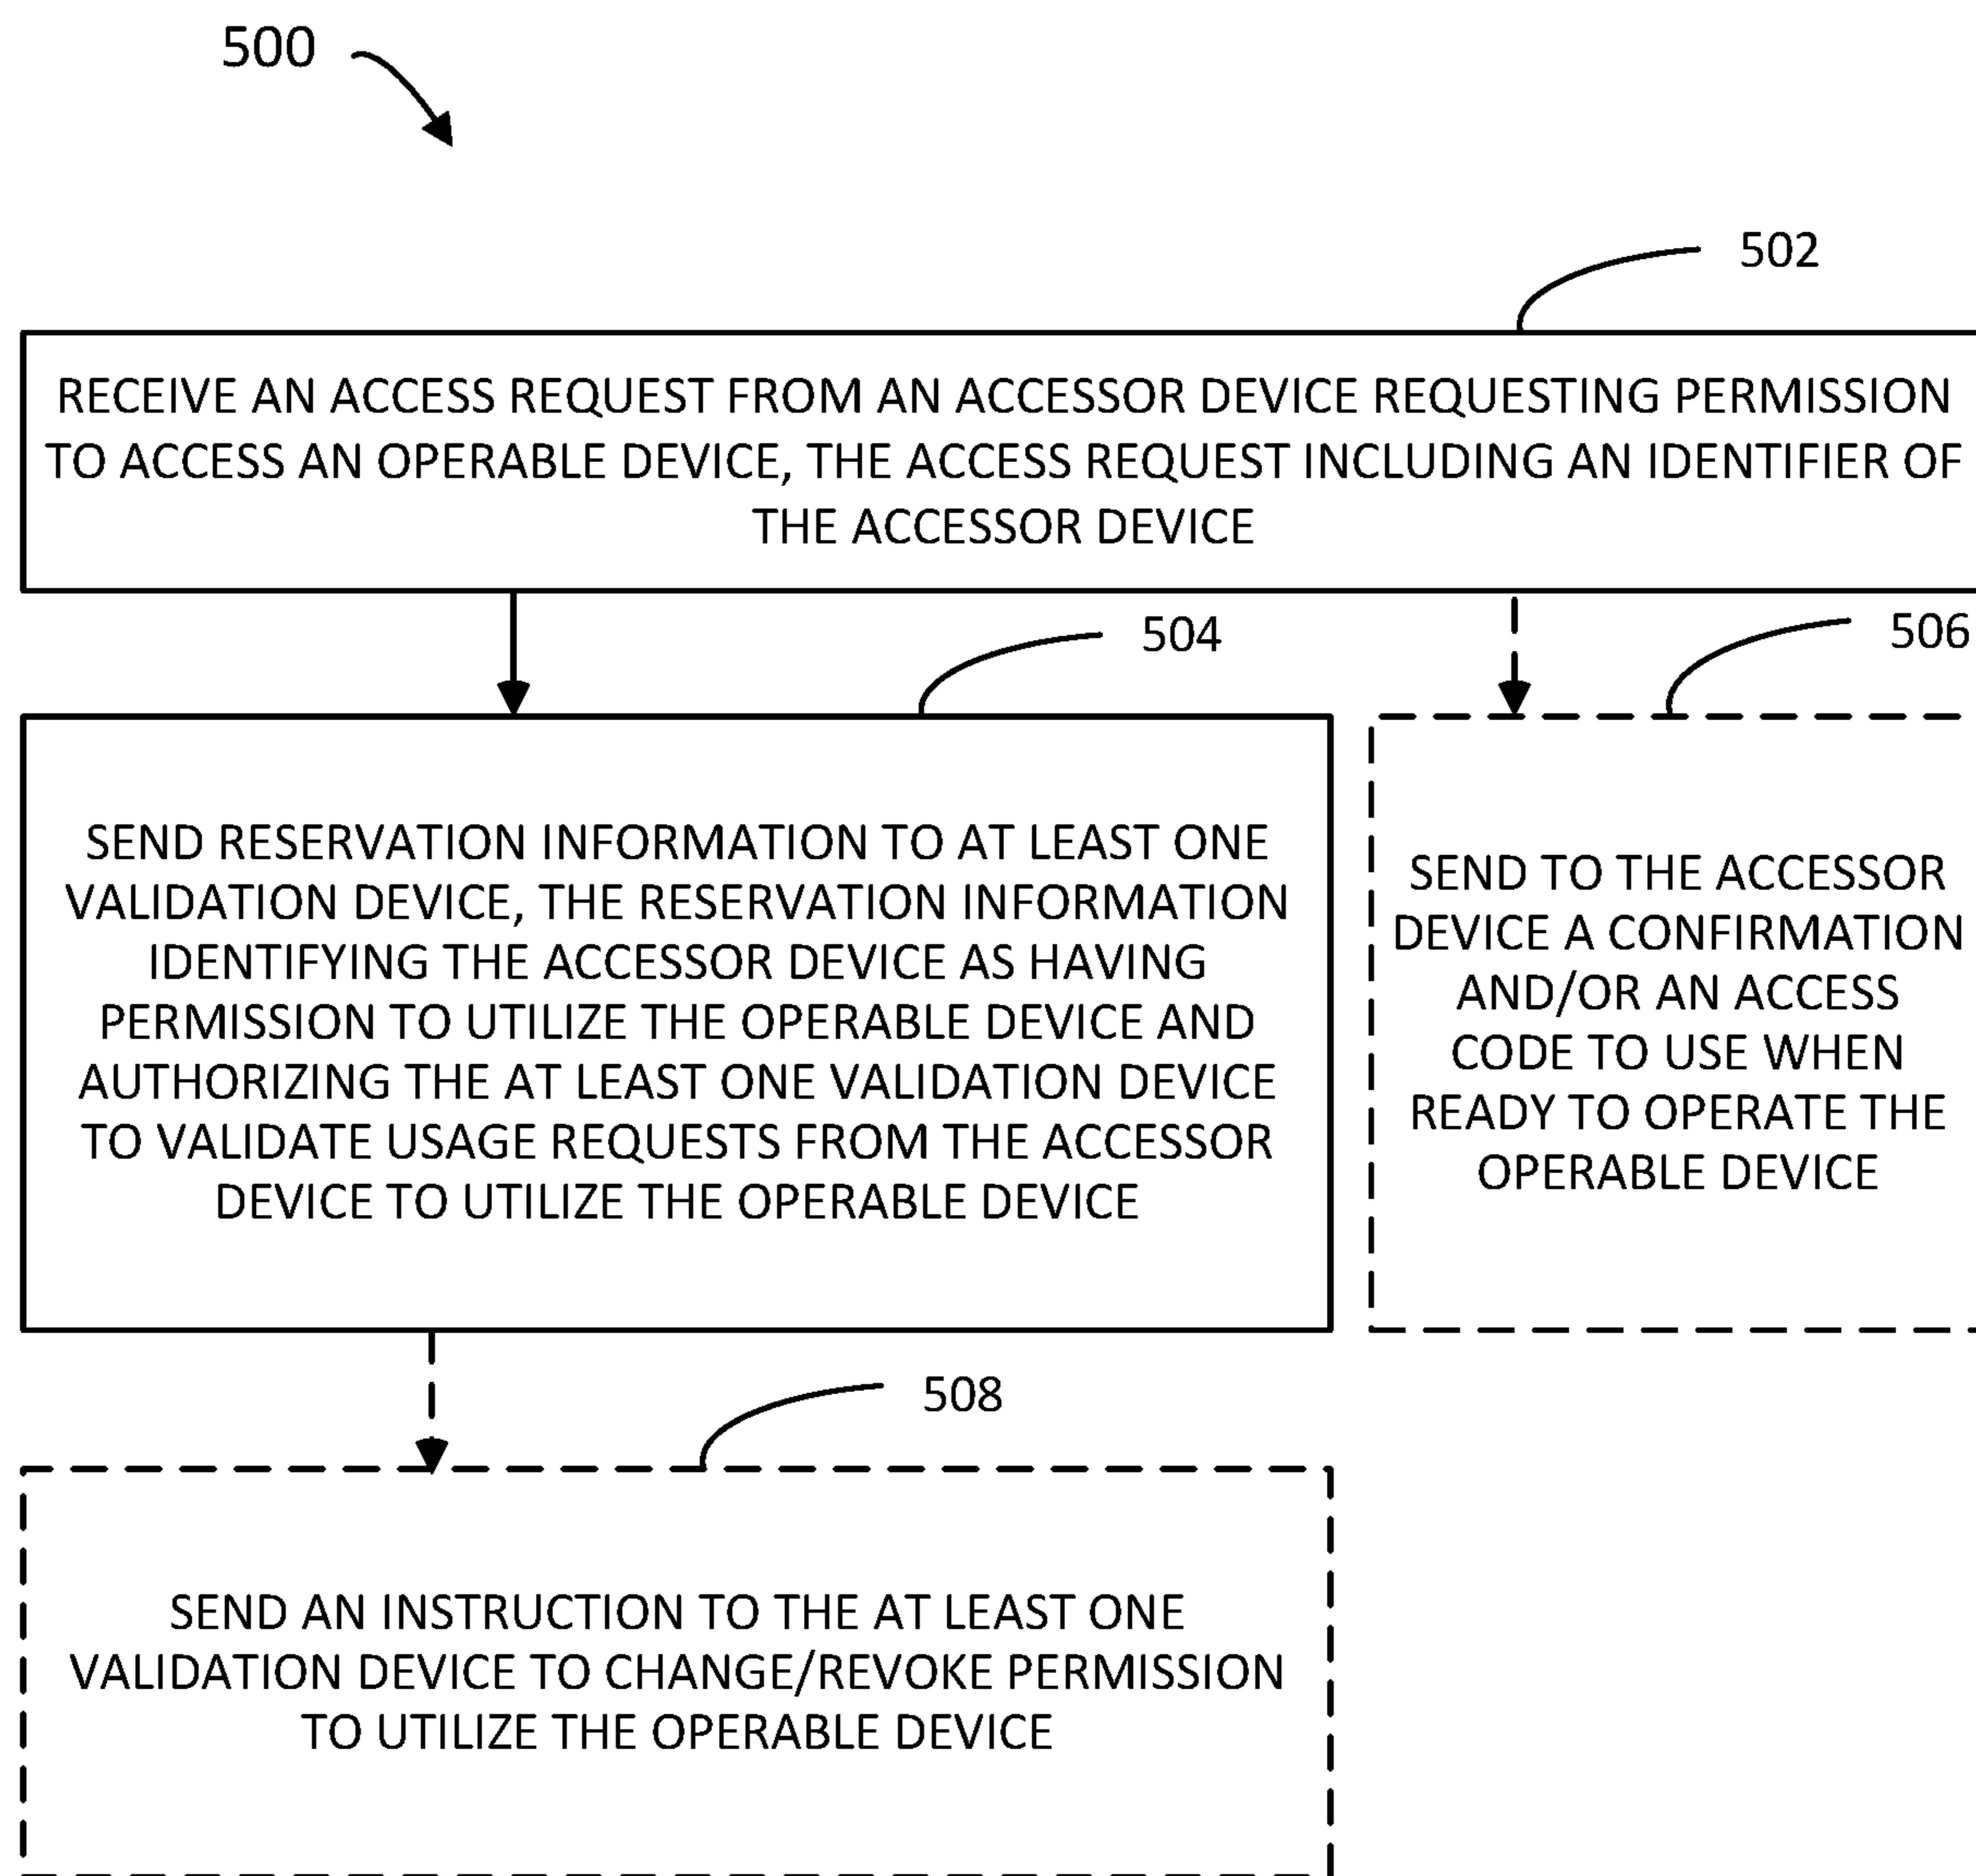 500
502
RECEIVE AN ACCESS REQUEST FROM AN ACCESSOR DEVICE REQUESTING PERMISSION
TO ACCESS AN OPERABLE DEVICE, THE ACCESS REQUEST INCLUDING AN IDENTIFIER OF
THE ACCESSOR DEVICE
504
SEND RESERVATION INFORMATION TO AT LEAST ONE
VALIDATION DEVICE, THE RESERVATION INFORMATION
IDENTIFYING THE ACCESSOR DEVICE AS HAVING
PERMISSION TO UTILIZE THE OPERABLE DEVICE AND
AUTHORIZING THE AT LEAST ONE VALIDATION DEVICE
TO VALIDATE USAGE REQUESTS FROM THE ACCESSOR
DEVICE TO UTILIZE THE OPERABLE DEVICE
506
SEND TO THE ACCESSOR
DEVICE A CONFIRMATION
AND/OR AN ACCESS
CODE TO USE WHEN
READY TO OPERATE THE
OPERABLE DEVICE
508
SEND AN INSTRUCTION TO THE AT LEAST ONE
VALIDATION DEVICE TO CHANGE/REVOKE PERMISSION
TO UTILIZE THE OPERABLE DEVICE